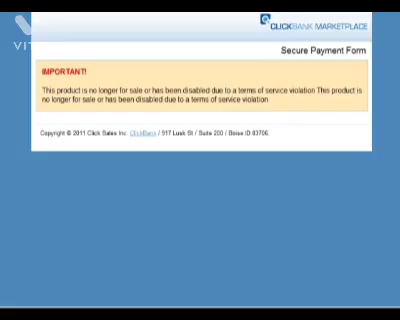 CLICKBANK MARKETPLACE
Secure Payment Form
IMPORTANT!
This product is no longer for sale or has been disabled due to a terms of service violation This product is
no longer for sale or has been disabled due to a terms of service violation
Copyright © 2011 Click Sales Inc. ClickBank / 917 Lusk St / Suite 200 / Boise ID 83706